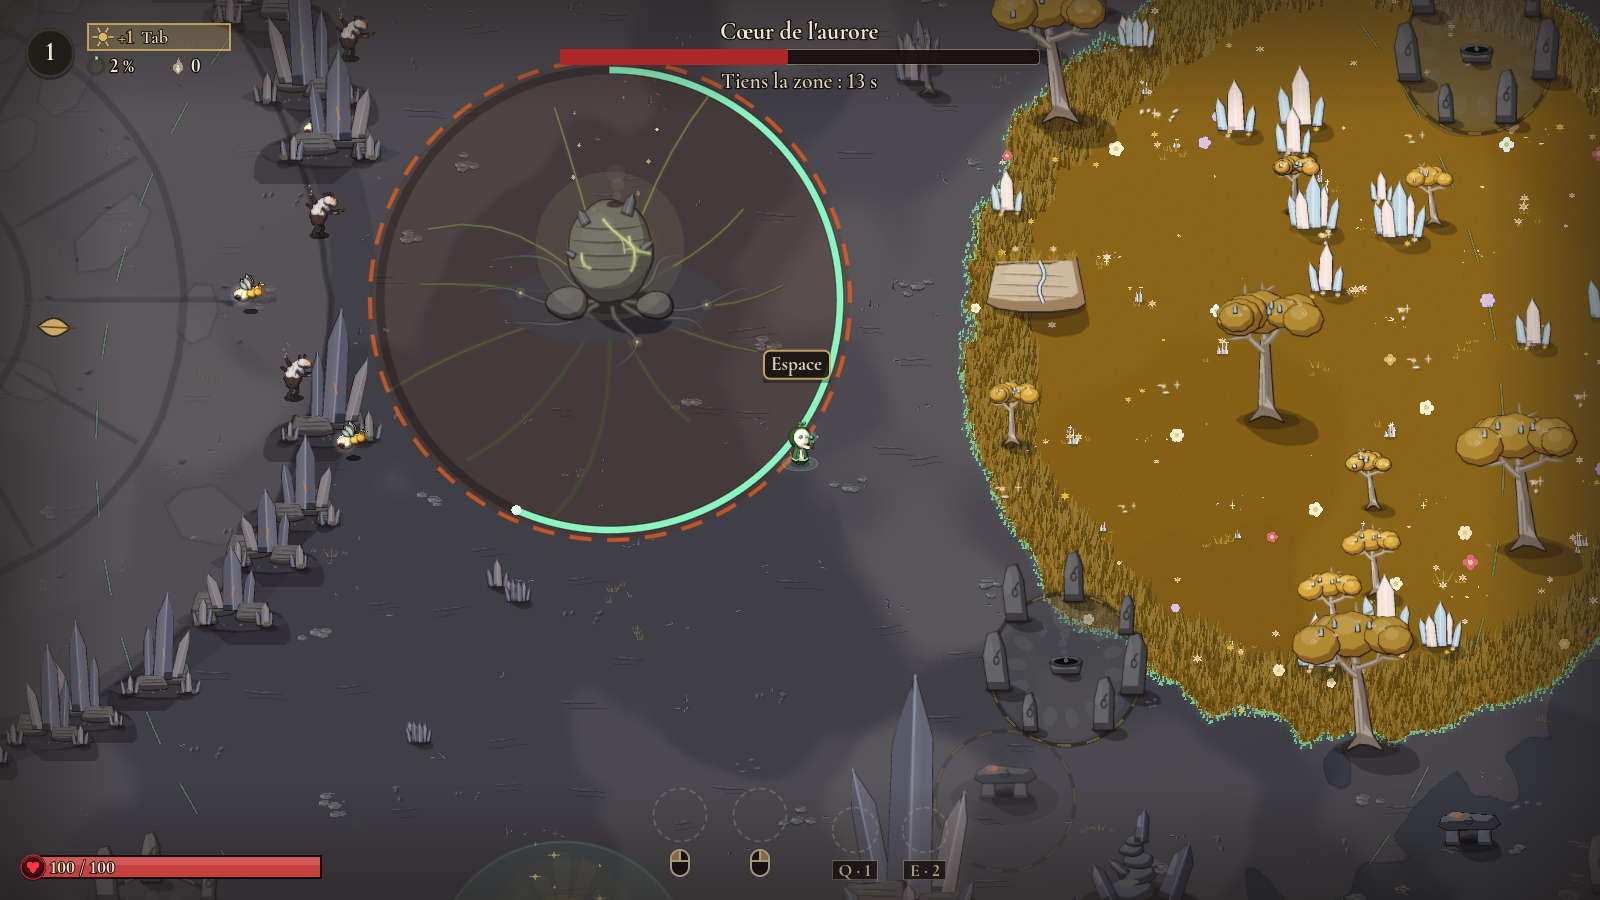 1
+1 Tab
2 %
0
Cœur de l'aurore
Tiens la zone : 13 s
Espace
100 / 100
Q · 1
E · 2